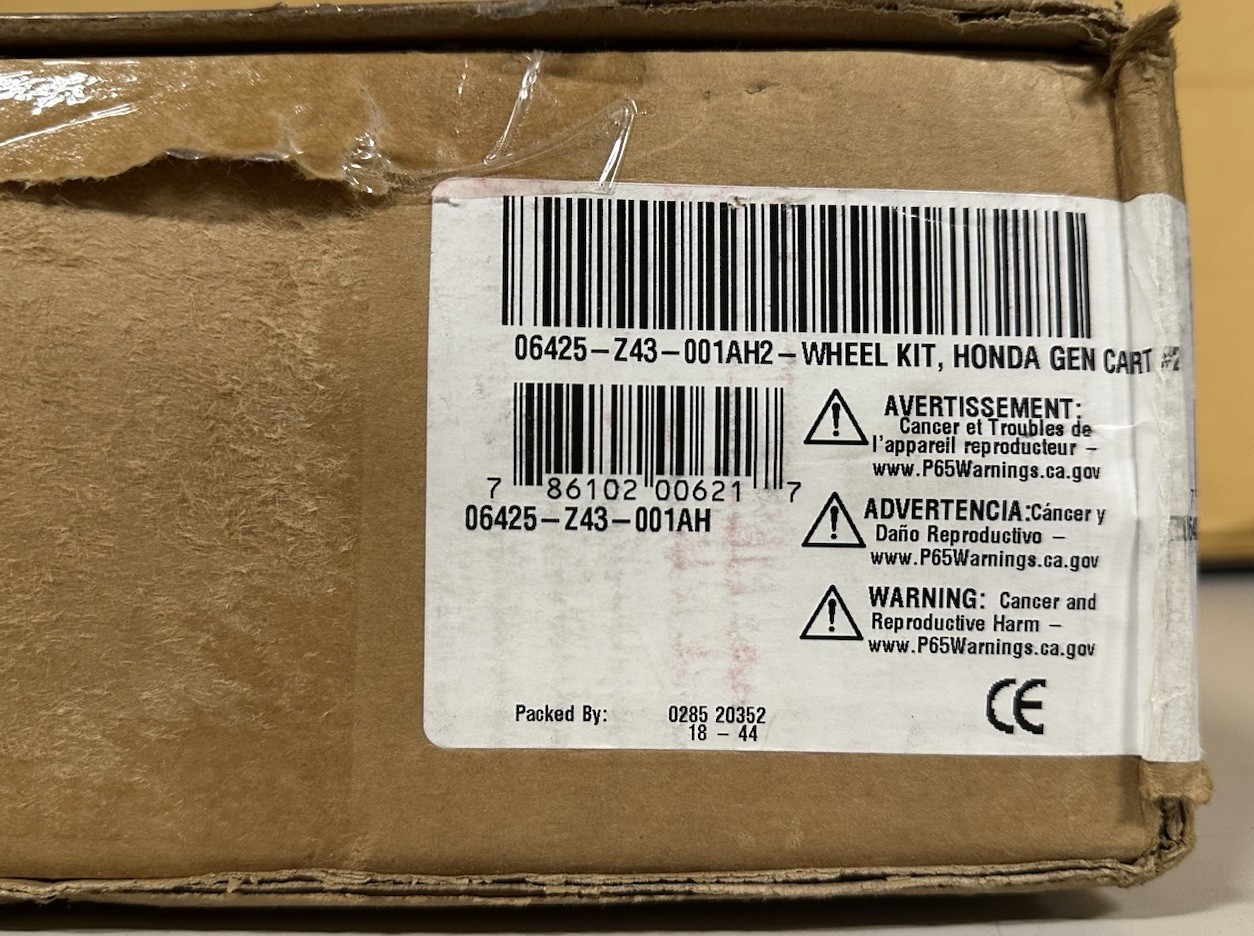 06425-Z43-001AH2-WHEEL KIT, HONDA GEN CART #2
7 86102 00621 7
06425-Z43-001AH
AVERTISSEMENT:
Cancer et Troubles de
l'appareil reproducteur –
www.P65Warnings.ca.gov
ADVERTENCIA:Cáncer y
Daño Reproductivo –
www.P65Warnings.ca.gov
WARNING: Cancer and
Reproductive Harm –
www.P65Warnings.ca.gov
CE
Packed By: 0285 20352
18 - 44